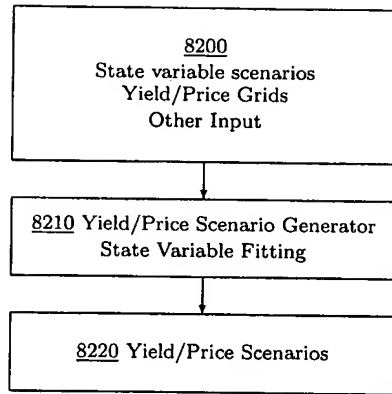 8200
State variable scenarios
Yield/Price Grids
Other Input
8210 Yield/Price Scenario Generator
State Variable Fitting
8220 Yield/Price Scenarios